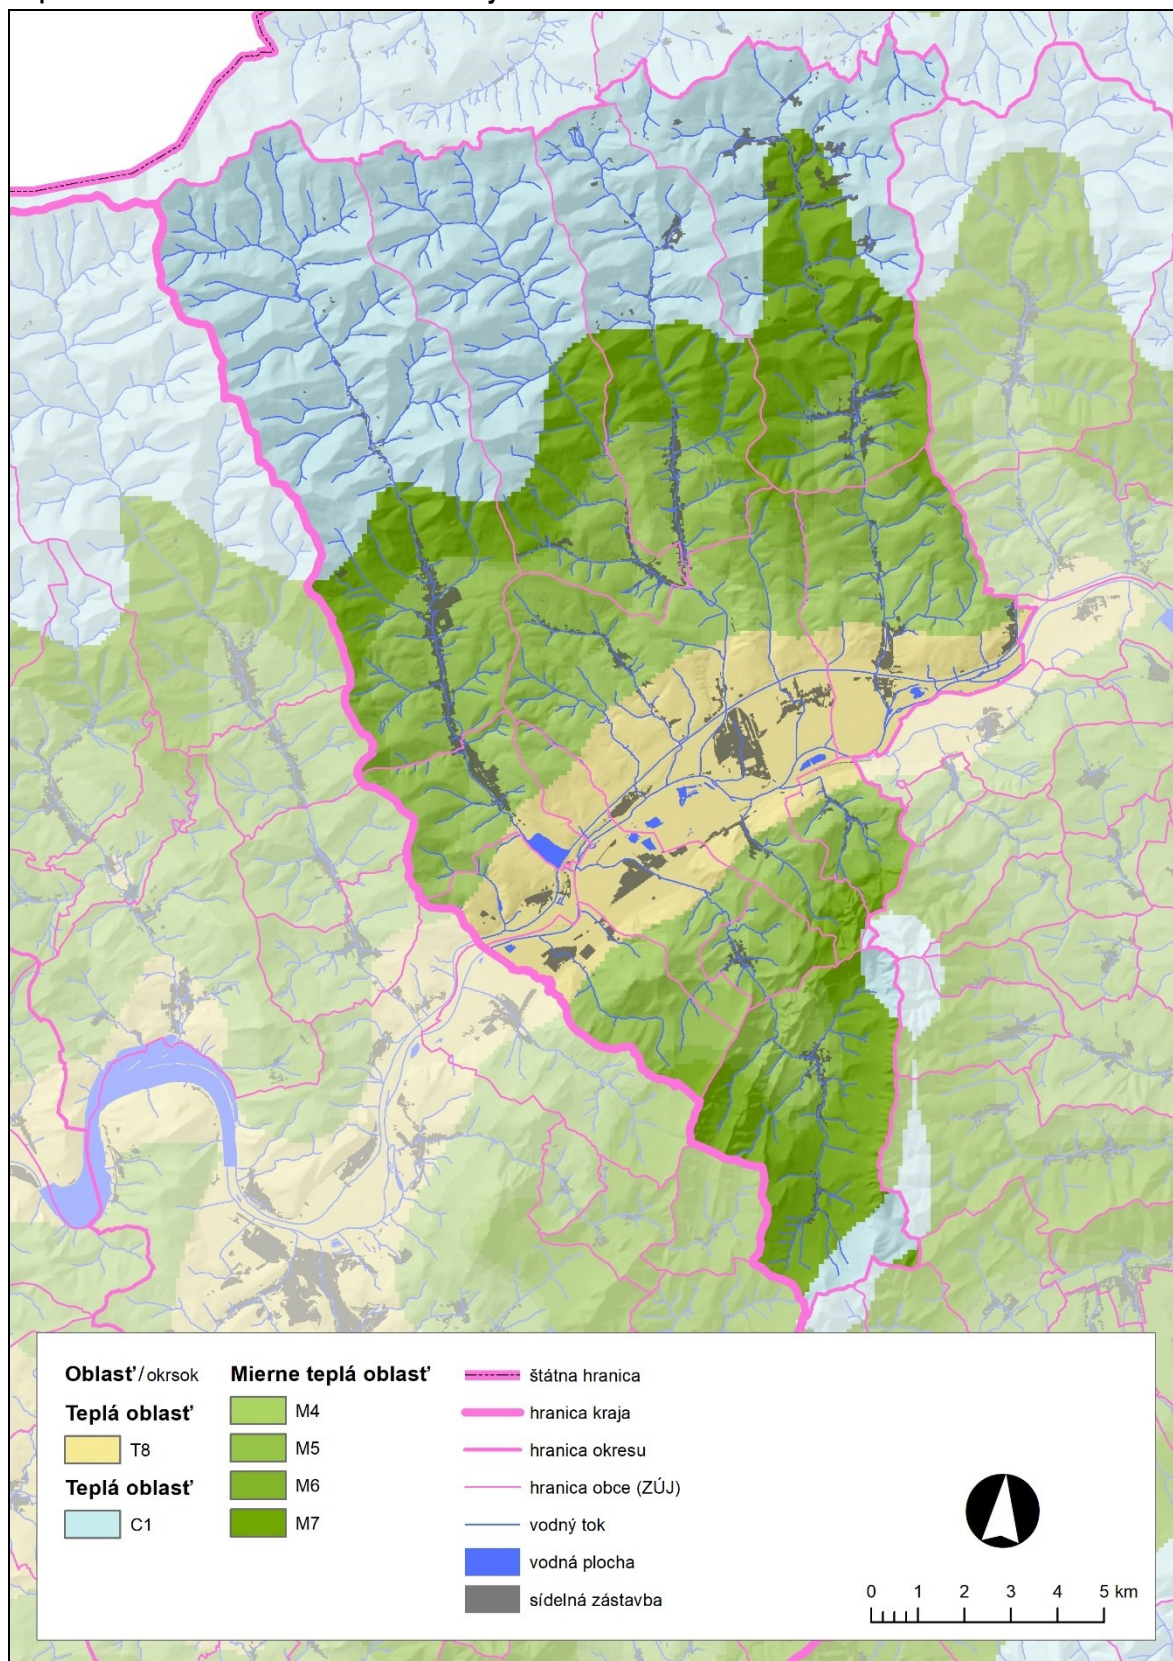 Oblasť/okrsok
Teplá oblasť
T8
Teplá oblasť
C1
Mierne teplá oblasť
M4
M5
M6
M7
štátna hranica
hranica kraja
hranica okresu
hranica obce (ZÚJ)
vodný tok
vodná plocha
sídelná zástavba
0 1 2 3 4 5 km